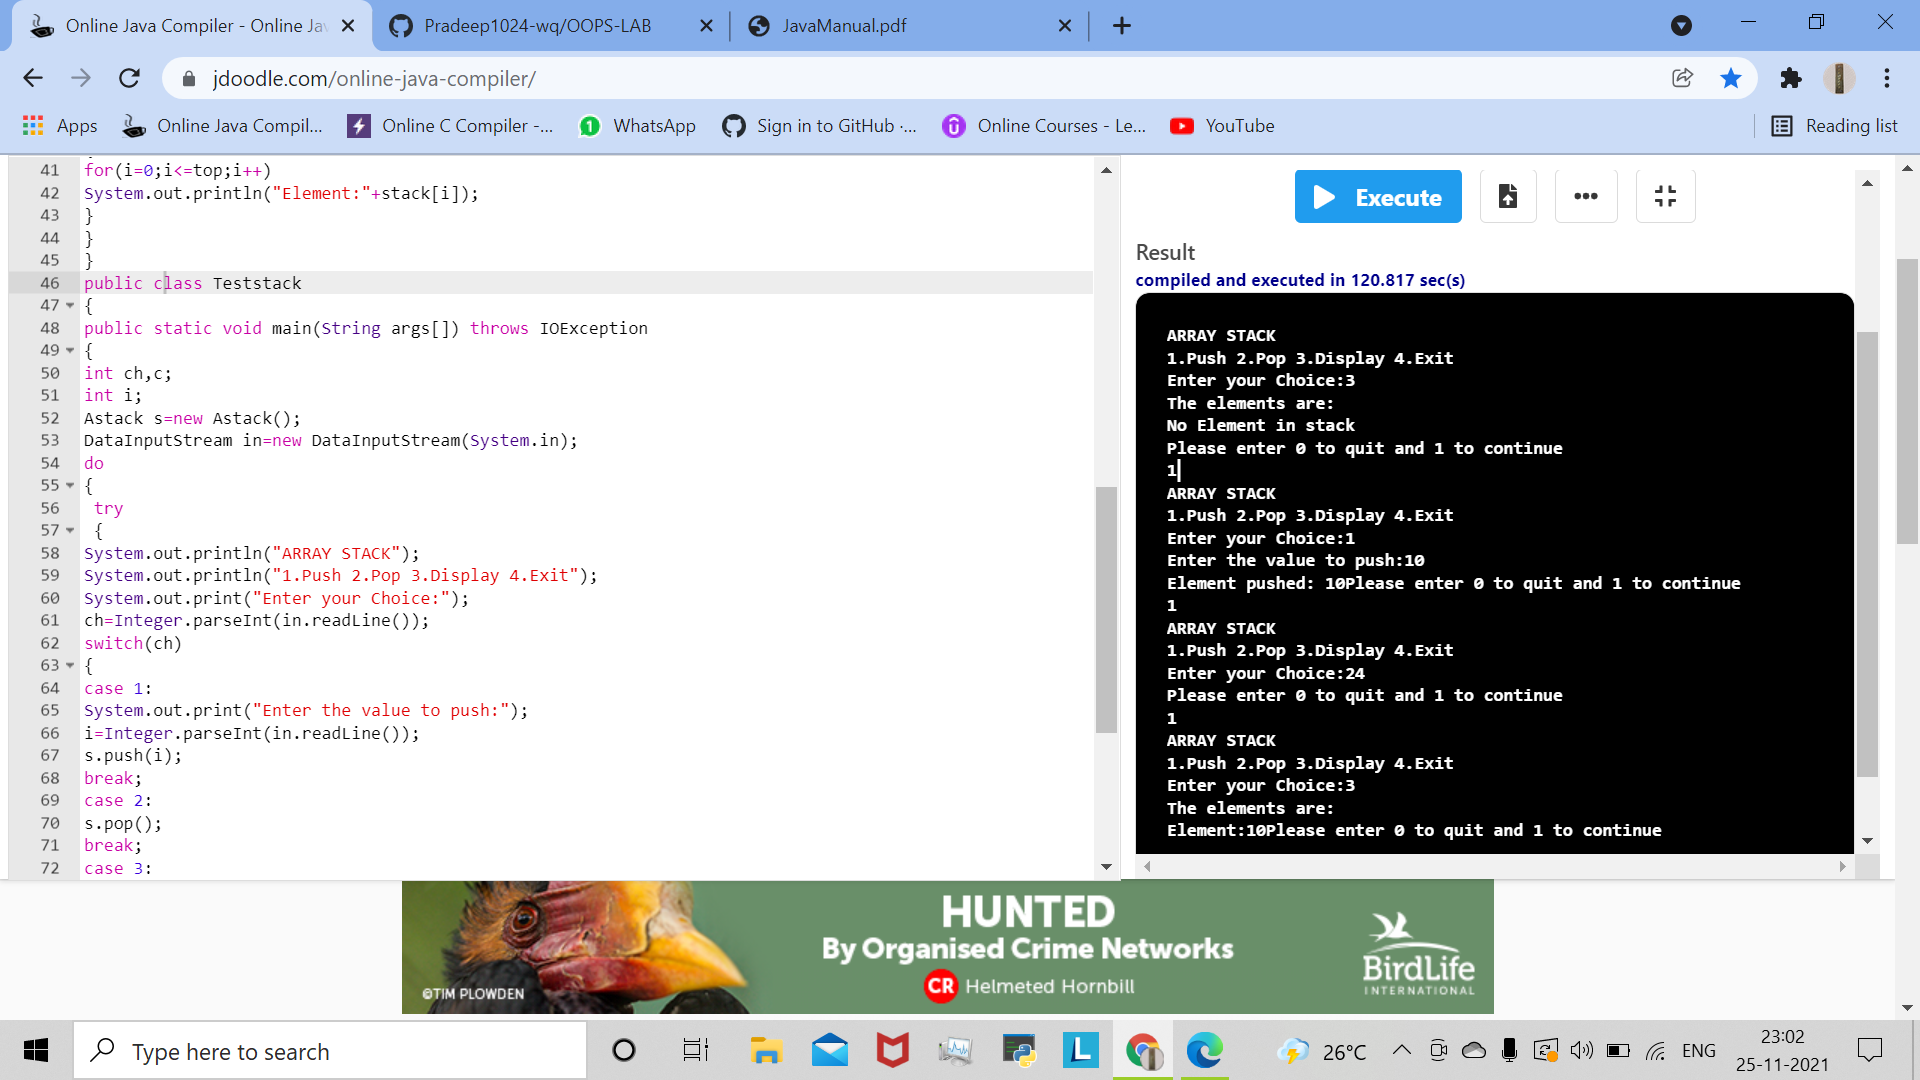 Online Java Compiler - Online Jav
Pradeep1024-wq/OOPS-LAB
JavaManual.pdf
jdoodle.com/online-java-compiler/
Apps
Online Java Compil...
Online C Compiler -...
WhatsApp
Sign in to GitHub ·...
Online Courses - Le...
YouTube
Reading list
41 for(i=0;i<=top;i++)
42 System.out.println("Element:"+stack[i]);
43 }
44 }
45 }
46 public class Teststack
47 {
48 public static void main(String args[]) throws IOException
49 {
50 int ch,c;
51 int i;
52 Astack s=new Astack();
53 DataInputStream in=new DataInputStream(System.in);
54 do
55 {
56 try
57 {
58 System.out.println("ARRAY STACK");
59 System.out.println("1.Push 2.Pop 3.Display 4.Exit");
60 System.out.print("Enter your Choice:");
61 ch=Integer.parseInt(in.readLine());
62 switch(ch)
63 {
64 case 1:
65 System.out.print("Enter the value to push:");
66 i=Integer.parseInt(in.readLine());
67 s.push(i);
68 break;
69 case 2:
70 s.pop();
71 break;
72 case 3:
Execute
Result
compiled and executed in 120.817 sec(s)
ARRAY STACK
1.Push 2.Pop 3.Display 4.Exit
Enter your Choice:3
The elements are:
No Element in stack
Please enter 0 to quit and 1 to continue
1
ARRAY STACK
1.Push 2.Pop 3.Display 4.Exit
Enter your Choice:1
Enter the value to push:10
Element pushed: 10Please enter 0 to quit and 1 to continue
1
ARRAY STACK
1.Push 2.Pop 3.Display 4.Exit
Enter your Choice:24
Please enter 0 to quit and 1 to continue
1
ARRAY STACK
1.Push 2.Pop 3.Display 4.Exit
Enter your Choice:3
The elements are:
Element:10Please enter 0 to quit and 1 to continue
HUNTED
By Organised Crime Networks
CR Helmeted Hornbill
©TIM PLOWDEN
BirdLife
INTERNATIONAL
Type here to search
L
26°C
ENG
23:02
25-11-2021